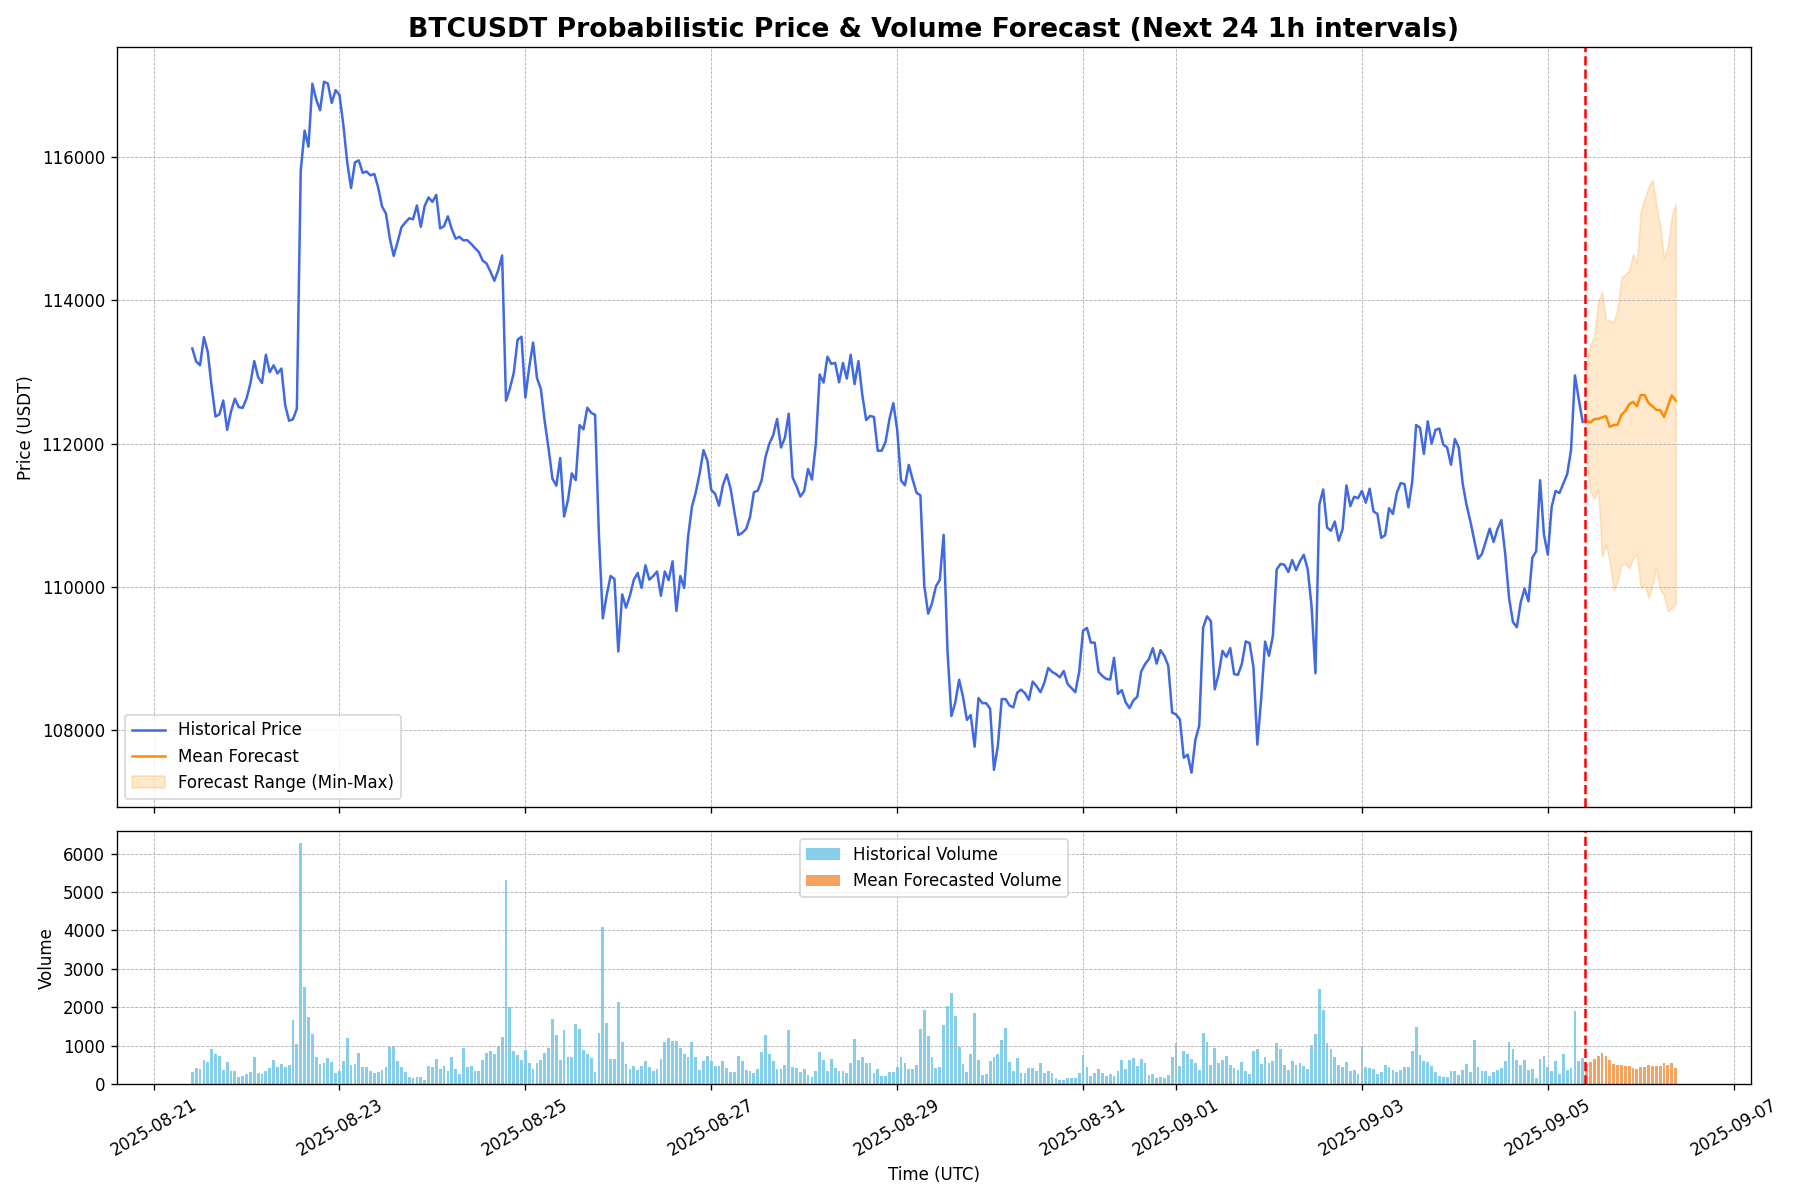 BTCUSDT Probabilistic Price & Volume Forecast (Next 24 1h intervals)
Price (USDT)
116000
114000
112000
110000
108000
Historical Price
Mean Forecast
Forecast Range (Min-Max)
Volume
6000
5000
4000
3000
2000
1000
0
Historical Volume
Mean Forecasted Volume
2025-08-21
2025-08-23
2025-08-25
2025-08-27
2025-08-29
2025-08-31
2025-09-01
2025-09-03
2025-09-05
2025-09-07
Time (UTC)